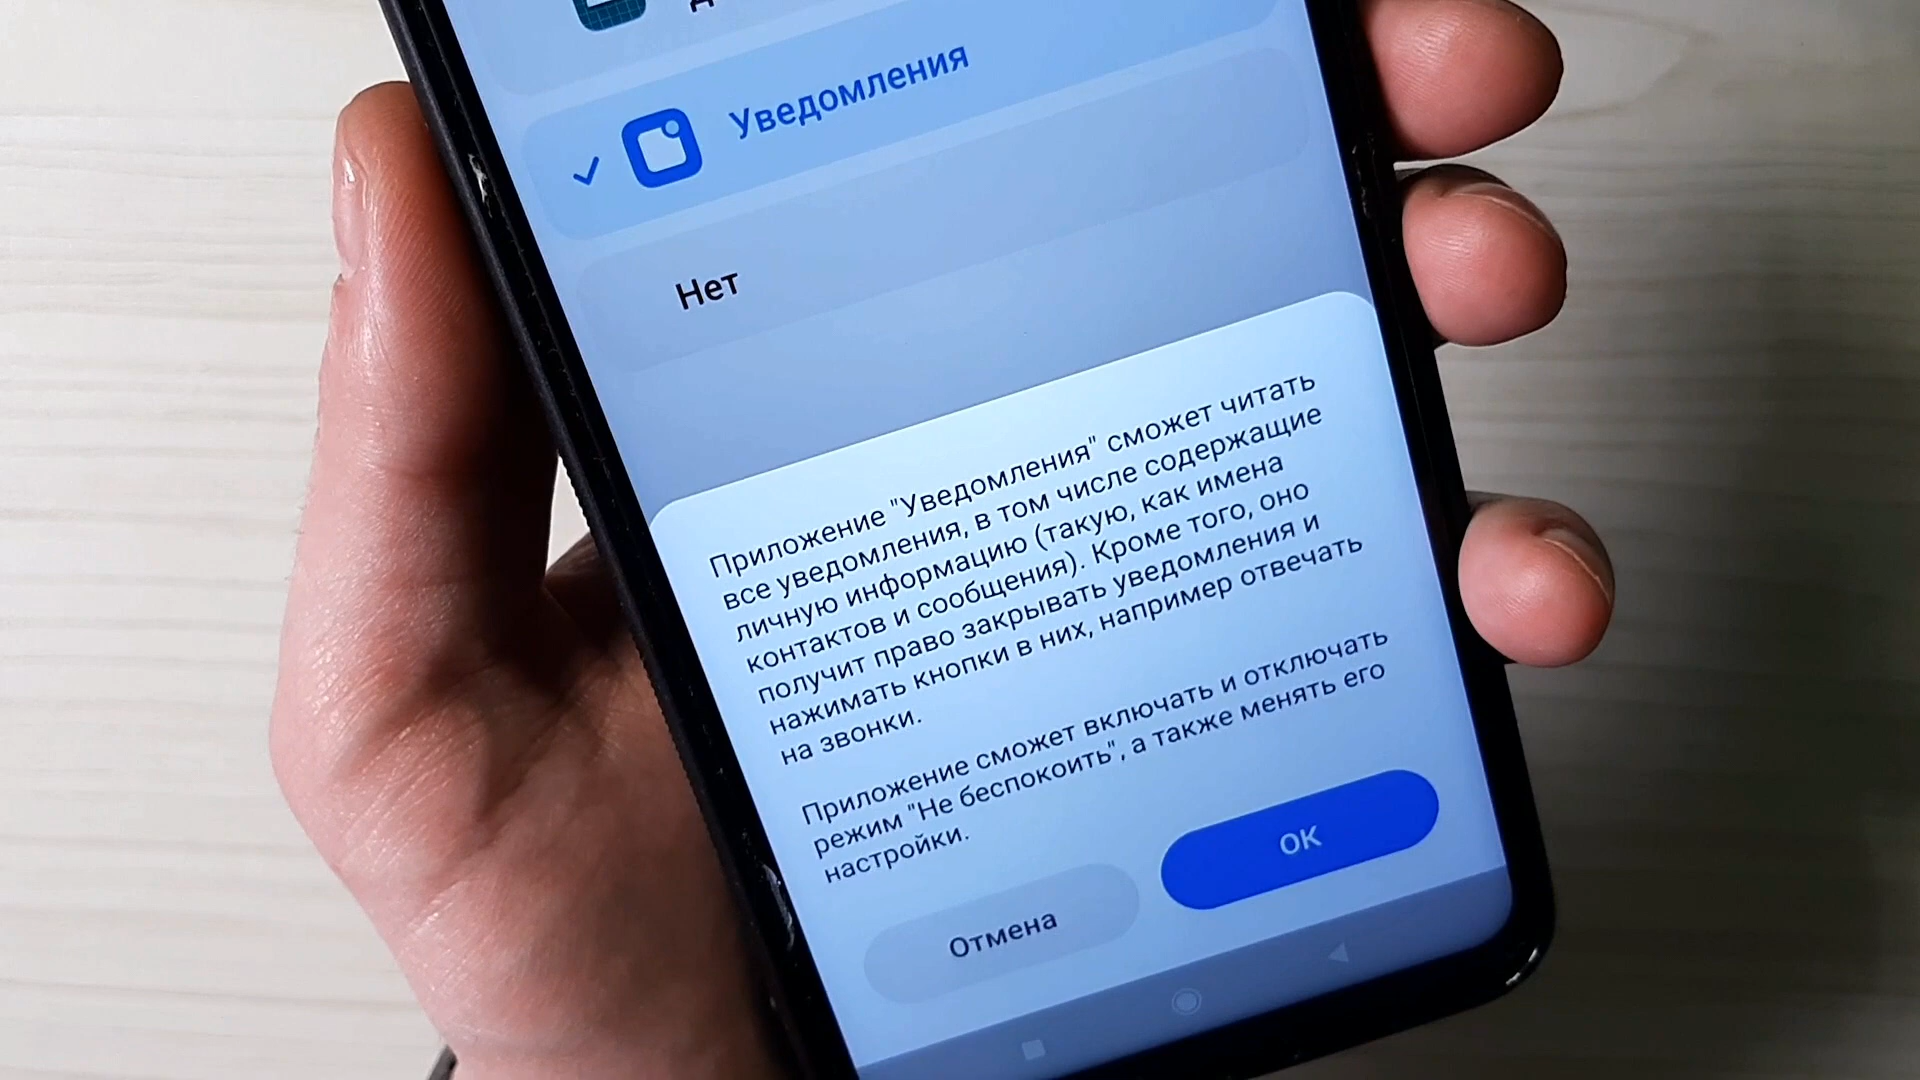 Уведомления
Нет
Приложение "Уведомления" сможет читать
все уведомления, в том числе содержащие
личную информацию (такую, как имена
контактов и сообщения). Кроме того, оно
получит право закрывать уведомления и
нажимать кнопки в них, например отвечать
на звонки.
Приложение сможет включать и отключать
режим "Не беспокоить", а также менять его
настройки.
Отмена
ОК